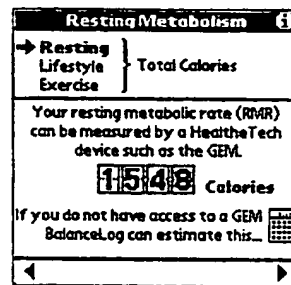 Resting Metabolism i
Resting
Lifestyle
Exercise
Total Calories
Your resting metabolic rate (RMR)
can be measured by a HealtheTech
device such as the GEM.
1548 Calories
If you do not have access to a GEM
BalanceLog can estimate this...